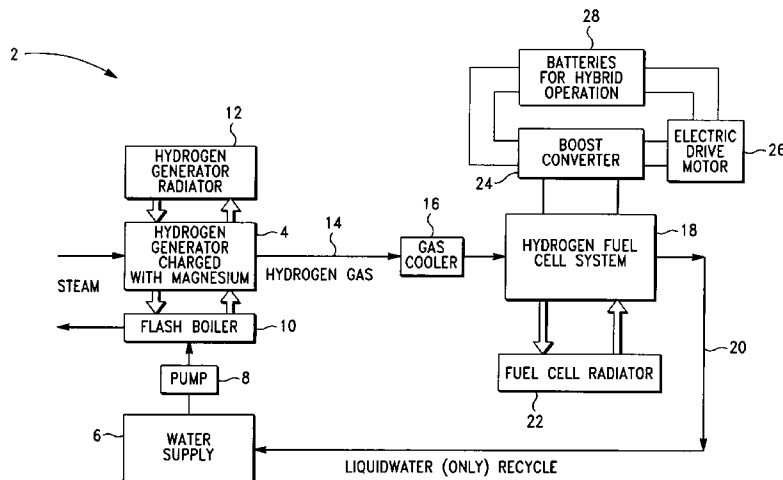 2
28
BATTERIES
FOR HYBRID
OPERATION
12
HYDROGEN
GENERATOR
RADIATOR
BOOST
CONVERTER
24
ELECTRIC
DRIVE
MOTOR
26
4
HYDROGEN
GENERATOR
CHARGED
WITH MAGNESIUM
STEAM
14
HYDROGEN GAS
16
GAS
COOLER
18
HYDROGEN FUEL
CELL SYSTEM
FLASH BOILER
10
20
PUMP
8
FUEL CELL RADIATOR
22
6
WATER
SUPPLY
LIQUIDWATER (ONLY) RECYCLE